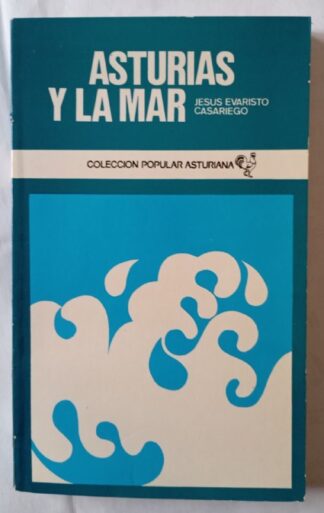 ASTURIAS
Y LA MAR
JESUS EVARISTO
CASARIEGO
COLECCION POPULAR ASTURIANA